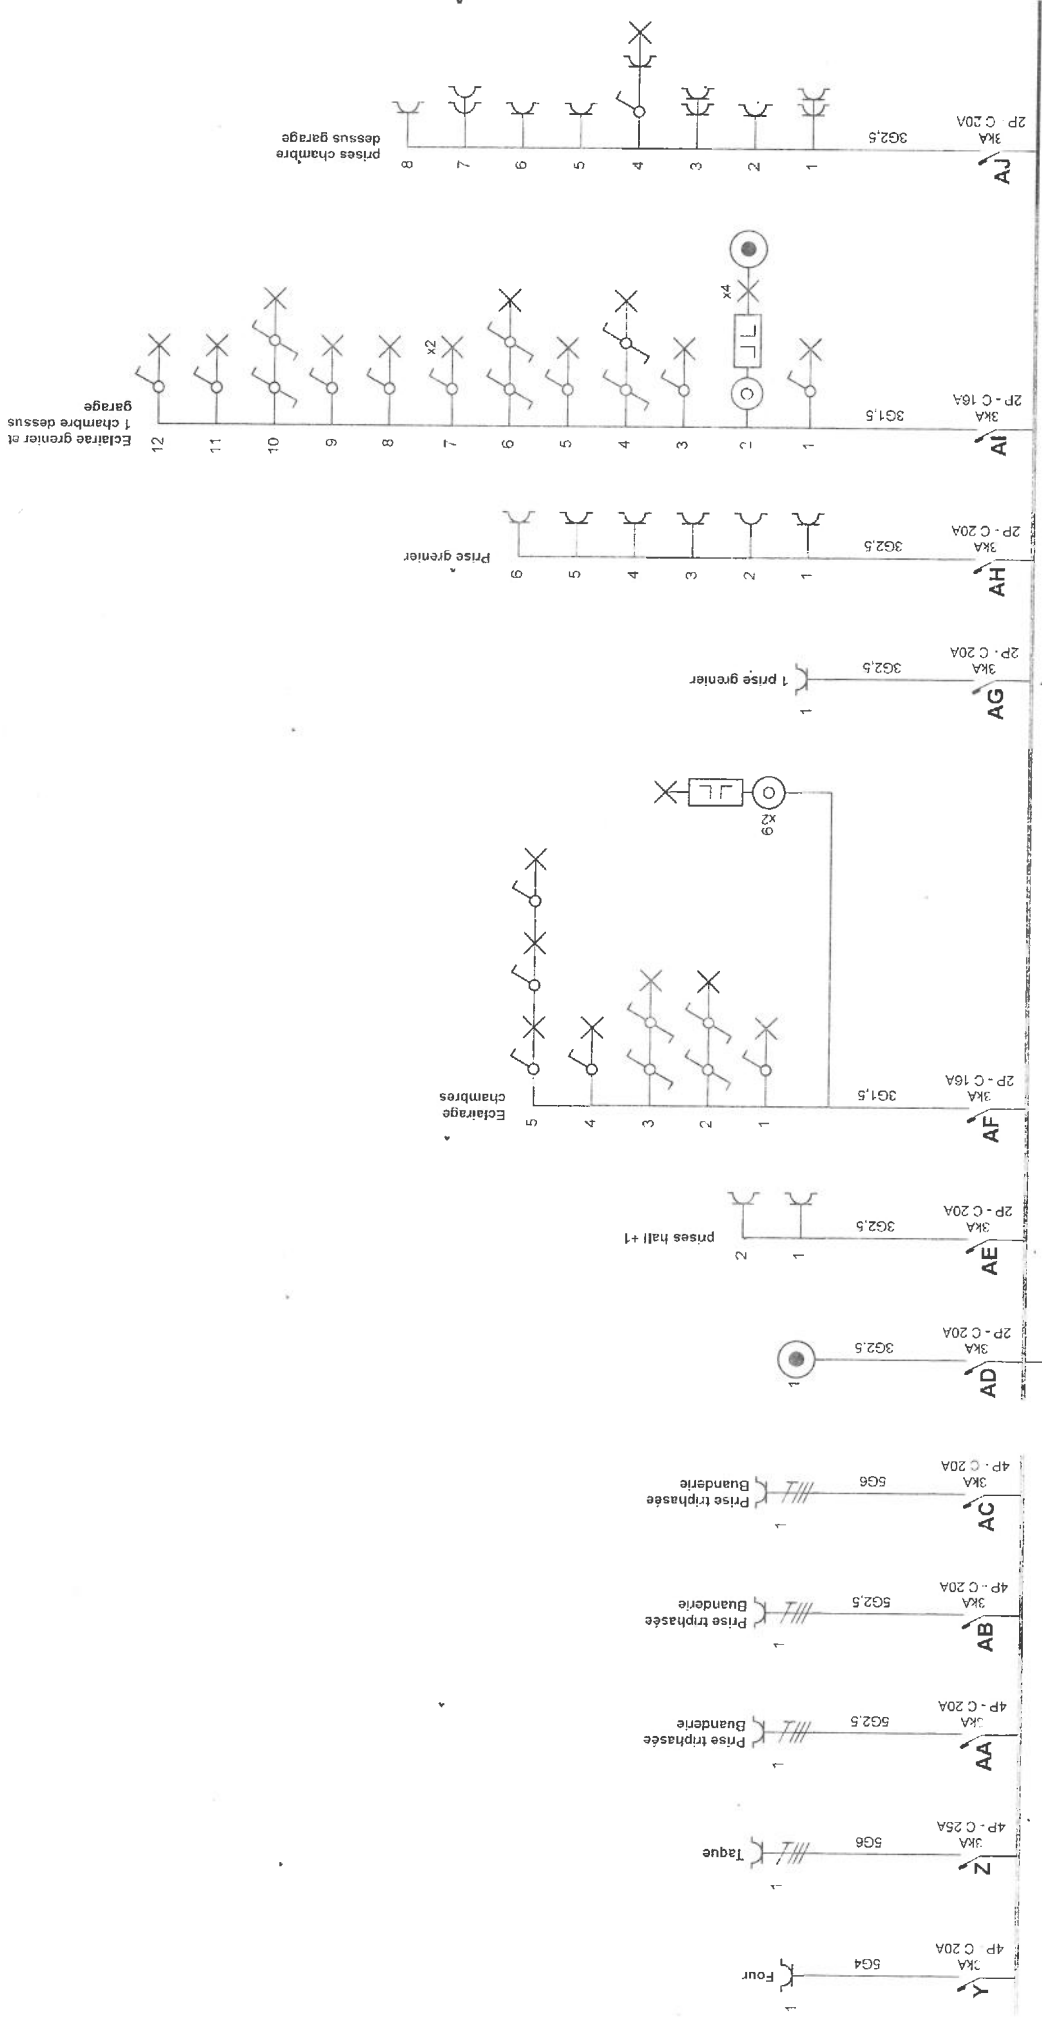 prises chambre
dessus garage
8
7
6
5
4
3
2
1
3G2,5
AJ
3kA
2P - C 20A
Eclairae grenier et
1 chambre dessus
garage
12
11
10
9
8
7
x2
6
5
4
3
2
x4
1
3G1,5
AI
3kA
2P - C 16A
Prise grenier
6
5
4
3
2
1
3G2,5
AH
3kA
2P - C 20A
1 prise grenier
1
3G2,5
AG
3kA
2P - C 20A
Eclairage
chambres
5
4
3
2
1
6
x2
3G1,5
AF
3kA
2P - C 16A
prises hall +1
2
1
3G2,5
AE
3kA
2P - C 20A
1
3G2.5
AD
3kA
2P - C 20A
Prise triphasée
Buanderie
1
5G6
AC
3kA
4P - C 20A
Prise triphasée
Buanderie
1
5G2,5
AB
3kA
4P - C 20A
Prise triphasée
Buanderie
1
5G2.5
AA
3kA
4P - C 20A
Taque
1
5G6
Z
3kA
4P - C 25A
Four
1
5G4
Y
3kA
4P C 20A